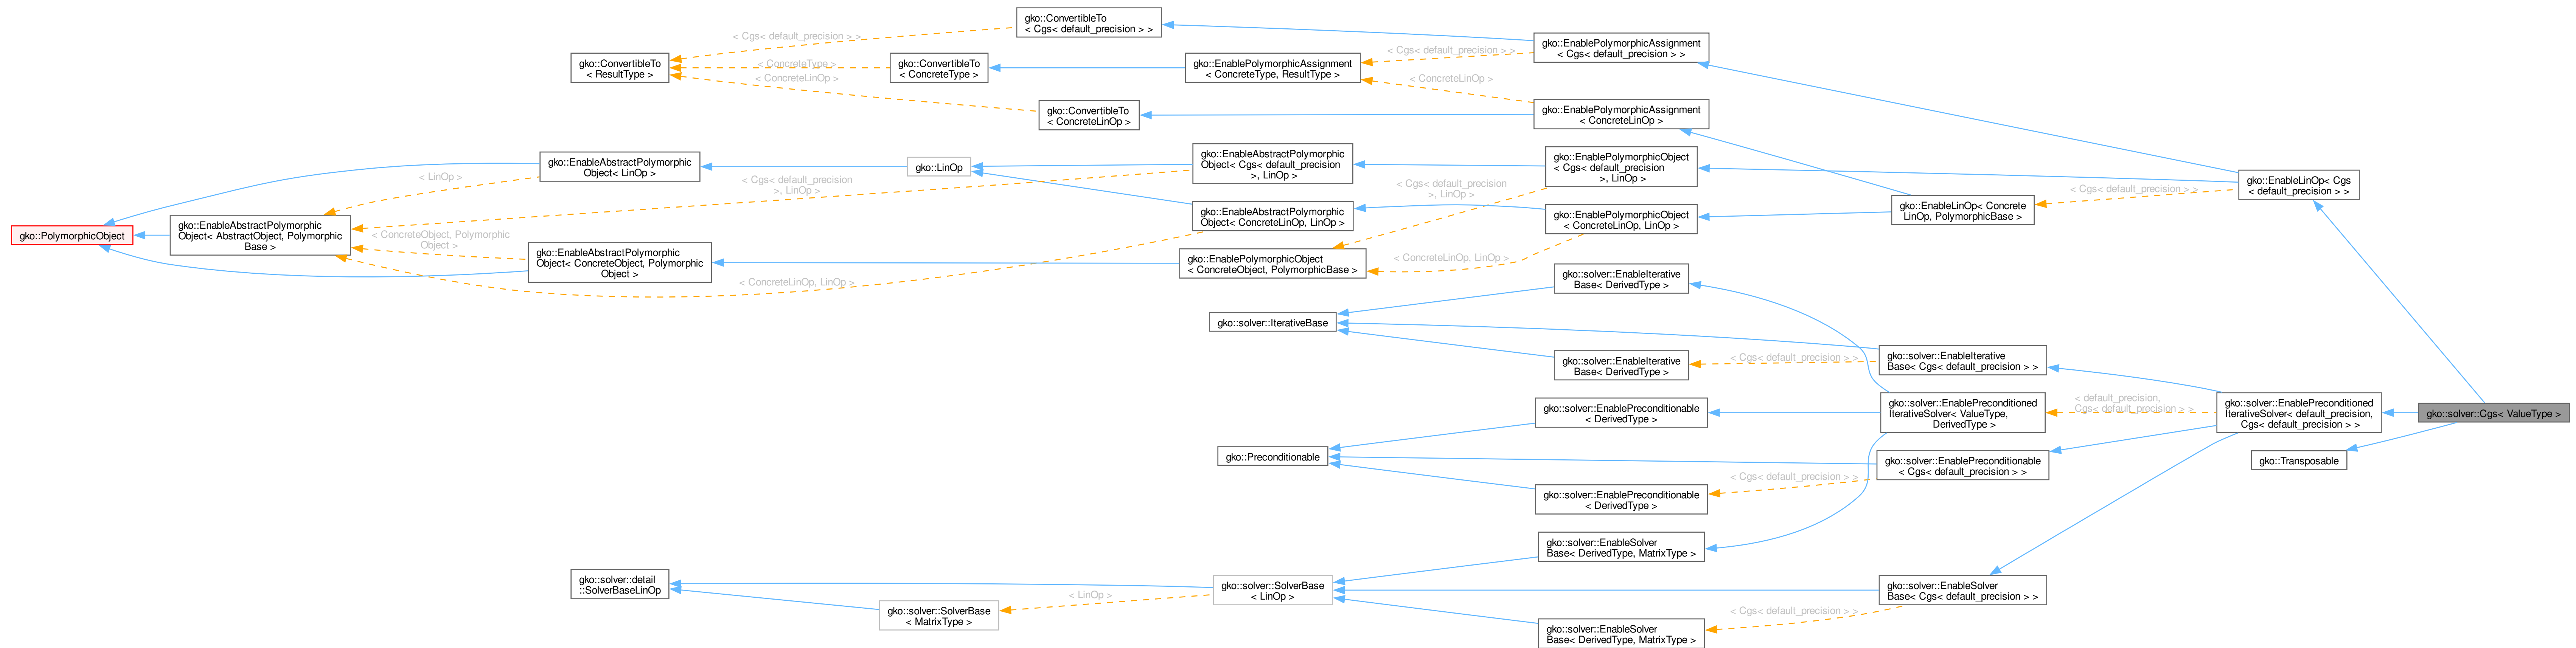 gko::ConvertibleTo
< Cgs< default_precision > >
< Cgs< default_precision > >
gko::EnablePolymorphicAssignment
< Cgs< default_precision > >
< Cgs< default_precision > >
gko::ConvertibleTo
< ResultType >
< ConcreteType >
gko::ConvertibleTo
< ConcreteType >
gko::EnablePolymorphicAssignment
< ConcreteType, ResultType >
< ConcreteLinOp >
< ConcreteLinOp >
gko::ConvertibleTo
< ConcreteLinOp >
gko::EnablePolymorphicAssignment
< ConcreteLinOp >
gko::EnableAbstractPolymorphic
Object< LinOp >
gko::LinOp
gko::EnableAbstractPolymorphic
Object< Cgs< default_precision
>, LinOp >
gko::EnablePolymorphicObject
< Cgs< default_precision
>, LinOp >
gko::EnableLinOp< Cgs
< default_precision > >
< LinOp >
< Cgs< default_precision
>, LinOp >
< Cgs< default_precision
>, LinOp >
< Cgs< default_precision > >
gko::EnableLinOp< Concrete
LinOp, PolymorphicBase >
gko::PolymorphicObject
gko::EnableAbstractPolymorphic
Object< AbstractObject, Polymorphic
Base >
< ConcreteObject, Polymorphic
Object >
gko::EnableAbstractPolymorphic
Object< ConcreteLinOp, LinOp >
gko::EnablePolymorphicObject
< ConcreteLinOp, LinOp >
gko::EnableAbstractPolymorphic
Object< ConcreteObject, Polymorphic
Object >
gko::EnablePolymorphicObject
< ConcreteObject, PolymorphicBase >
< ConcreteLinOp, LinOp >
< ConcreteLinOp, LinOp >
gko::solver::EnableIterative
Base< DerivedType >
gko::solver::IterativeBase
gko::solver::EnableIterative
Base< DerivedType >
< Cgs< default_precision > >
gko::solver::EnableIterative
Base< Cgs< default_precision > >
gko::solver::EnablePreconditionable
< DerivedType >
gko::solver::EnablePreconditioned
IterativeSolver< ValueType,
DerivedType >
< default_precision,
Cgs< default_precision > >
gko::solver::EnablePreconditioned
IterativeSolver< default_precision,
Cgs< default_precision > >
gko::solver::Cgs< ValueType >
gko::Preconditionable
gko::solver::EnablePreconditionable
< Cgs< default_precision > >
gko::Transposable
< Cgs< default_precision > >
gko::solver::EnablePreconditionable
< DerivedType >
gko::solver::EnableSolver
Base< DerivedType, MatrixType >
gko::solver::detail
::SolverBaseLinOp
gko::solver::SolverBase
< LinOp >
gko::solver::EnableSolver
Base< Cgs< default_precision > >
gko::solver::SolverBase
< MatrixType >
< LinOp >
< Cgs< default_precision > >
gko::solver::EnableSolver
Base< DerivedType, MatrixType >